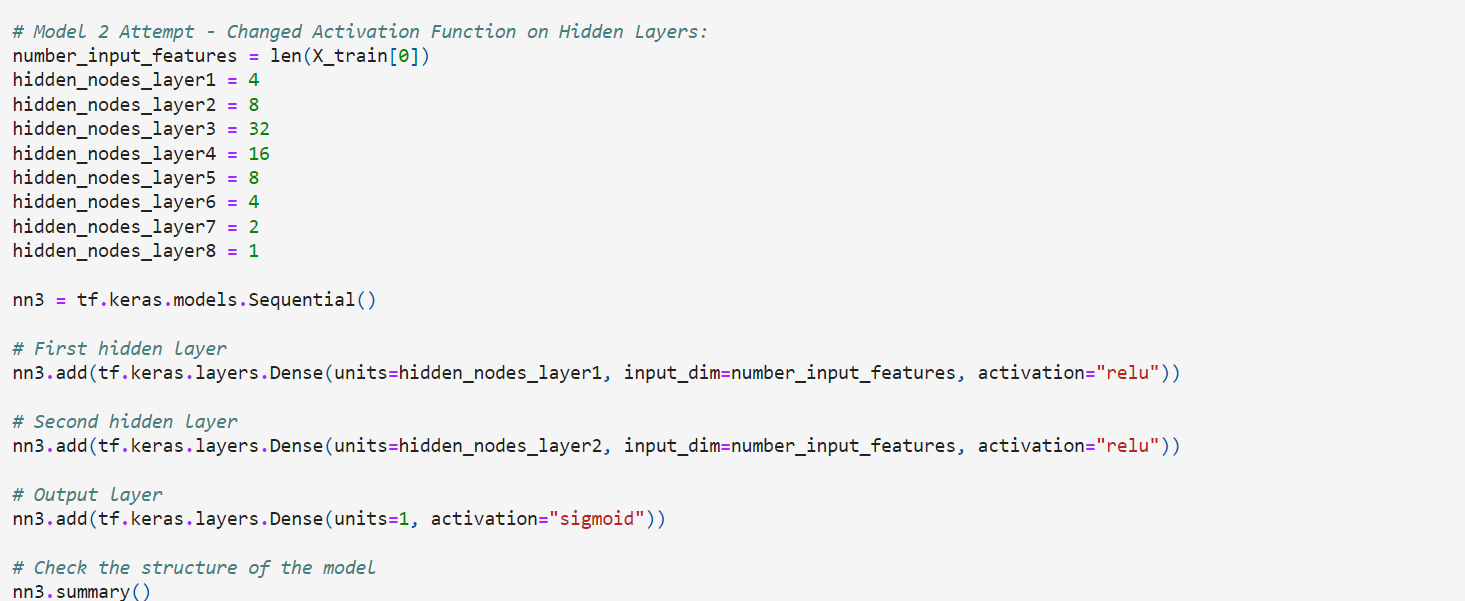 # Model 2 Attempt - Changed Activation Function on Hidden Layers:
number_input_features = len(X_train[0])
hidden_nodes_layer1 = 4
hidden_nodes_layer2 = 8
hidden_nodes_layer3 = 32
hidden_nodes_layer4 = 16
hidden_nodes_layer5 = 8
hidden_nodes_layer6 = 4
hidden_nodes_layer7 = 2
hidden_nodes_layer8 = 1
nn3 = tf.keras.models.Sequential()
# First hidden layer
nn3.add(tf.keras.layers.Dense(units=hidden_nodes_layer1, input_dim=number_input_features, activation="relu"))
# Second hidden layer
nn3.add(tf.keras.layers.Dense(units=hidden_nodes_layer2, input_dim=number_input_features, activation="relu"))
# Output layer
nn3.add(tf.keras.layers.Dense(units=1, activation="sigmoid"))
# Check the structure of the model
nn3.summary()